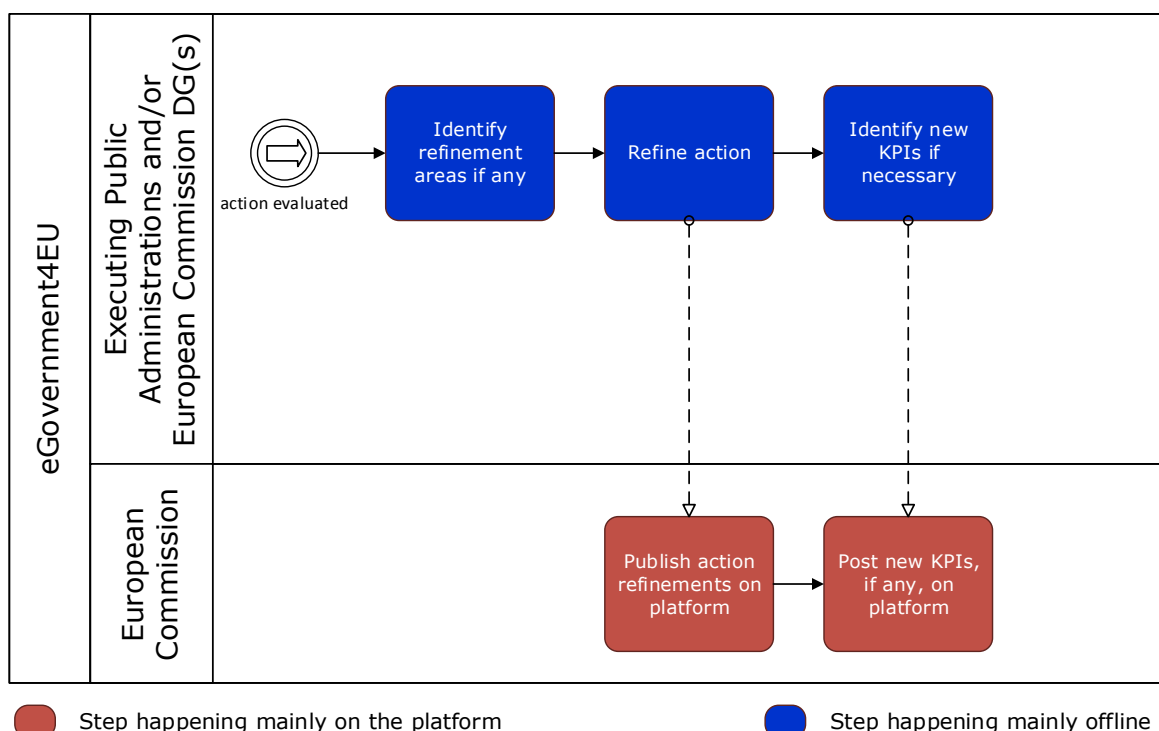 eGovernment4EU
Executing Public
Administrations and/or
European Commission DG(s)
action evaluated
Identify
refinement
areas if any
Refine action
Identify new
KPIs if
necessary
European
Commission
Publish action
refinements on
platform
Post new KPIs,
if any, on
platform
Step happening mainly on the platform
Step happening mainly offline